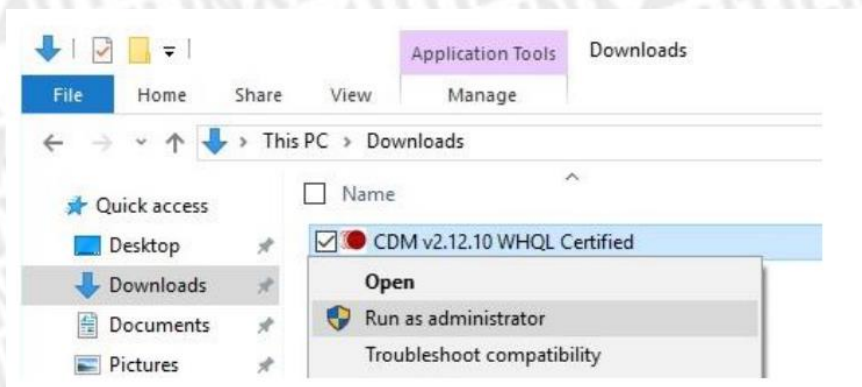 Application Tools Downloads
File Home Share View Manage
This PC > Downloads
Quick access
Name
Desktop
CDM v2.12.10 WHQL Certified
Downloads
Open
Run as administrator
Documents
Troubleshoot compatibility
Pictures